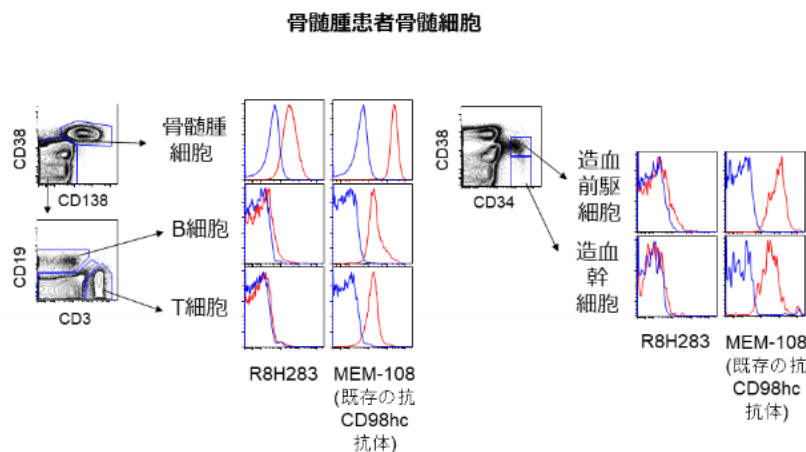 骨髄腫患者骨髄細胞
CD38
CD138
骨髄腫
細胞
CD19
CD3
B細胞
T細胞
R8H283
MEM-108
(既存の抗
CD98hc
抗体)
CD38
CD34
造血
前駆
細胞
造血
幹
細胞
R8H283
MEM-108
(既存の抗
CD98hc
抗体)